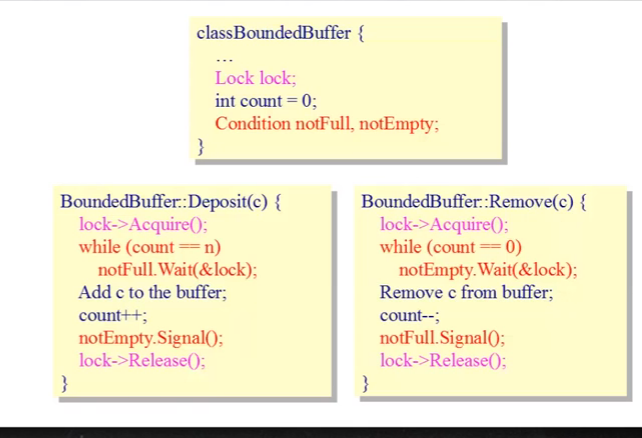 classBoundedBuffer {
…
Lock lock;
int count = 0;
Condition notFull, notEmpty;
}
BoundedBuffer::Deposit(c) {
lock->Acquire();
while (count == n)
notFull.Wait(&lock);
Add c to the buffer;
count++;
notEmpty.Signal();
lock->Release();
}
BoundedBuffer::Remove(c) {
lock->Acquire();
while (count == 0)
notEmpty.Wait(&lock);
Remove c from buffer;
count--;
notFull.Signal();
lock->Release();
}